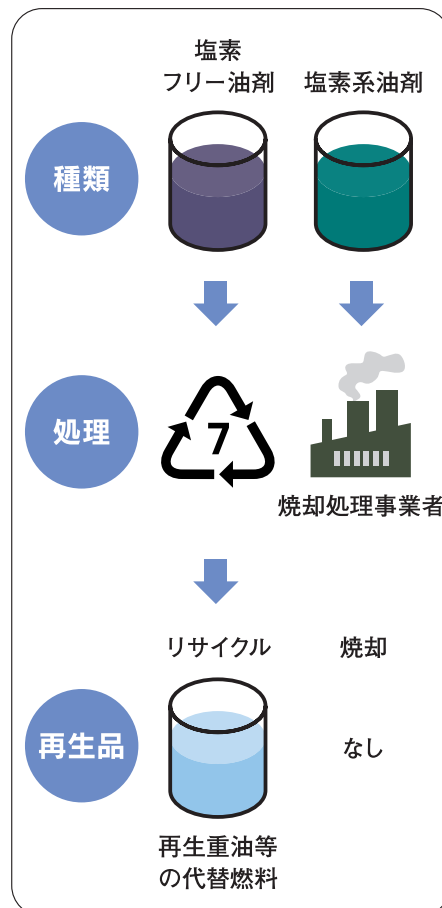 塩素
フリー油剤
塩素系油剤
種類
処理
7
焼却処理事業者
リサイクル
焼却
再生品
なし
再生重油等
の代替燃料